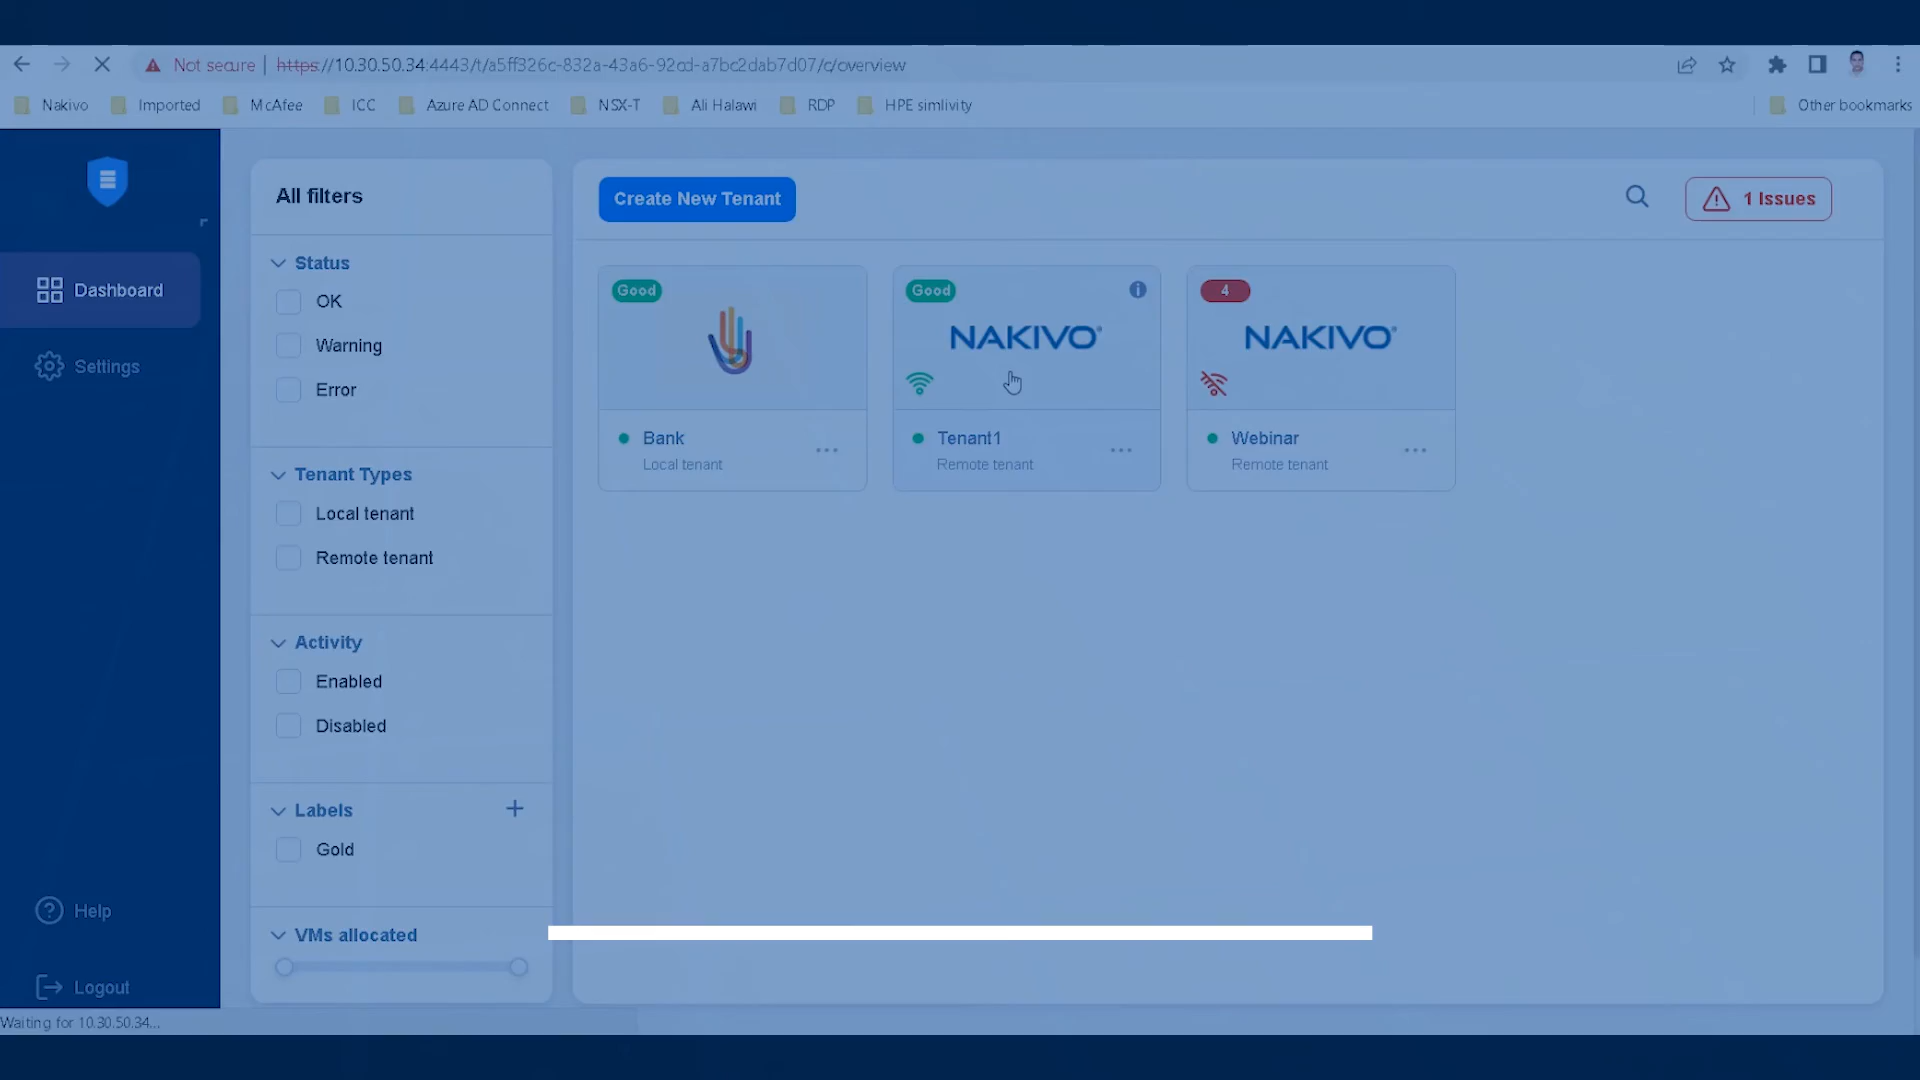 Not secure | https://10.30.50.34:4443/t/a5ff326c-832a-43a6-92cd-a7bc2dab7d07/c/overview
Nakivo Imported McAfee ICC Azure AD Connect NSX-T Ali Halawi RDP HPE simlivity Other bookmarks
Dashboard
Settings
Help
Logout
All filters
Status
OK
Warning
Error
Tenant Types
Local tenant
Remote tenant
Activity
Enabled
Disabled
Labels +
Gold
VMs allocated
Create New Tenant
1 Issues
Good
Bank
Local tenant
Good
NAKIVO®
Tenant1
Remote tenant
4
NAKIVO®
Webinar
Remote tenant
Waiting for 10.30.50.34...